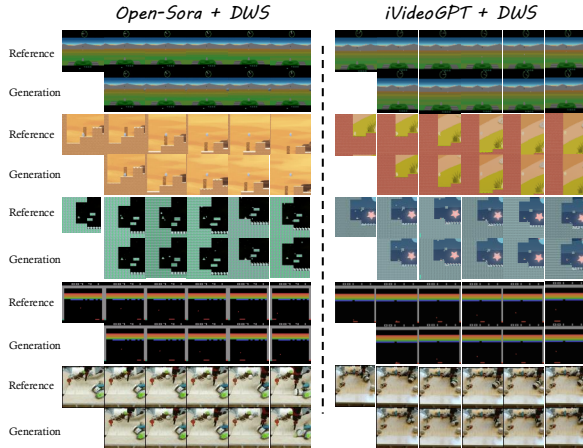 Open-Sora + DWS
iVideoGPT + DWS
Reference
Generation
Reference
Generation
Reference
Generation
Reference
Generation
Reference
Generation